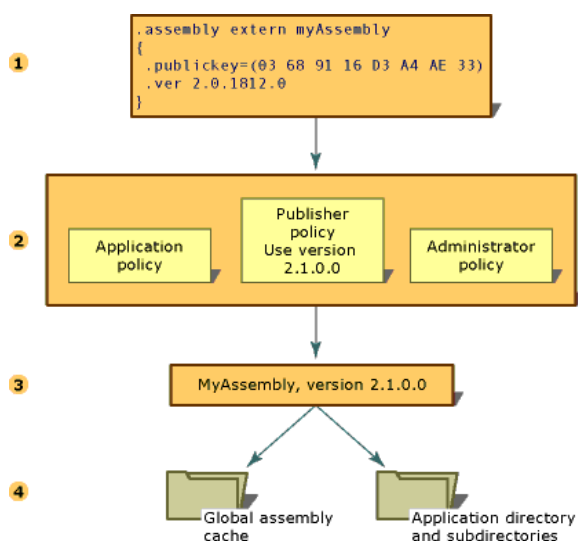 1
.assembly extern myAssembly
{
.publickey=(03 68 91 16 D3 A4 AE 33)
.ver 2.0.1812.0
}
2
Application
policy
Publisher
policy
Use version
2.1.0.0
Administrator
policy
3
MyAssembly, version 2.1.0.0
4
Global assembly
cache
Application directory
and subdirectories